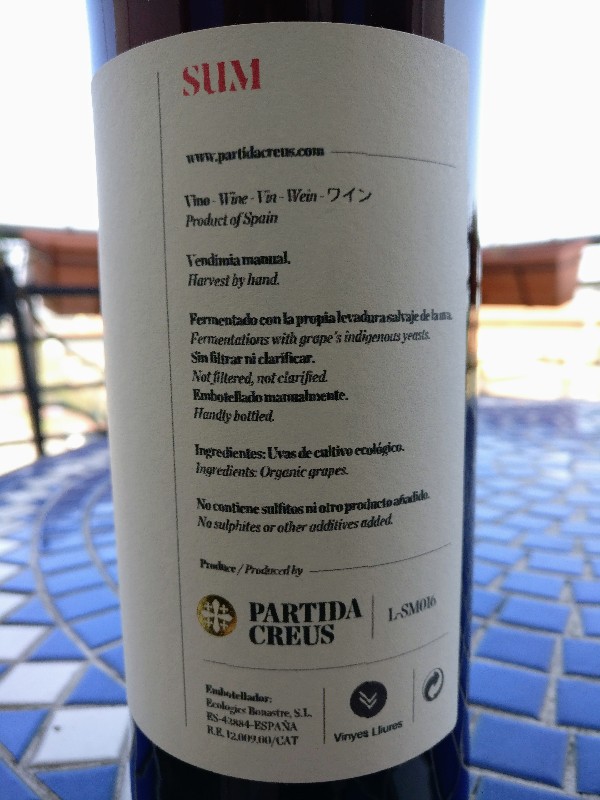 SUM
www.partidacreus.com
Vino - Wine - Vin - Wein - ワイン
Product of Spain
Vendimia manual.
Harvest by hand.
Fermentado con la propia levadura salvaje de la uva.
Fermentations with grape's indigenous yeasts.
Sin filtrar ni clarificar.
Not filtered, not clarified.
Embotellado manualmente.
Handly bottled.
Ingredientes: Uvas de cultivo ecológico.
Ingredients: Organic grapes.
No contiene sulfitos ni otro producto añadido.
No sulphites or other additives added.
Produce / Produced by
PARTIDA
CREUS
L-SM016
Embotellador:
Ecologics Bonastre, S.L.
ES-43884-ESPAÑA
R.E. 12.009.00/CAT
Vinyes Lliures